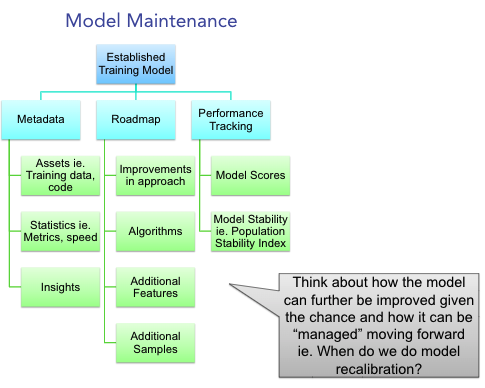 Model Maintenance
Established
Training Model
Metadata
Roadmap
Performance
Tracking
Assets ie.
Training data,
code
Improvements
in approach
Model Scores
Statistics ie.
Metrics, speed
Algorithms
Model Stability
ie. Population
Stability Index
Insights
Additional
Features
Additional
Samples
Think about how the model
can further be improved given
the chance and how it can be
“managed” moving forward
ie. When do we do model
recalibration?